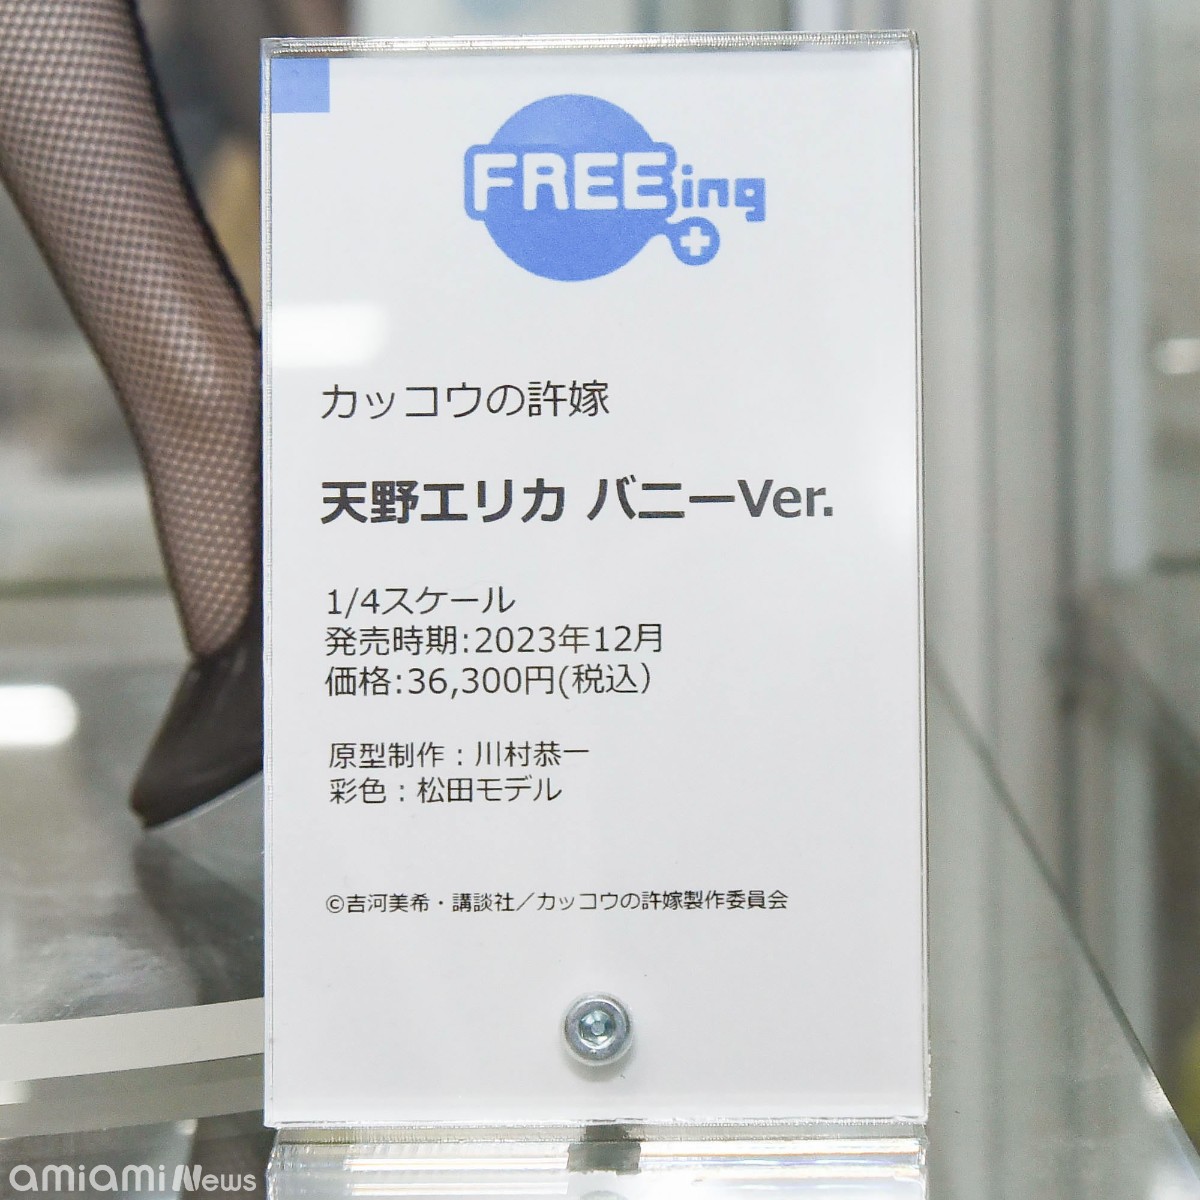 FREEing
カッコウの許嫁
天野エリカ バニーVer.
1/4スケール
発売時期:2023年12月
価格:36,300円(税込)
原型制作：川村恭一
彩色：松田モデル
©吉河美希・講談社／カッコウの許嫁製作委員会
amiami News